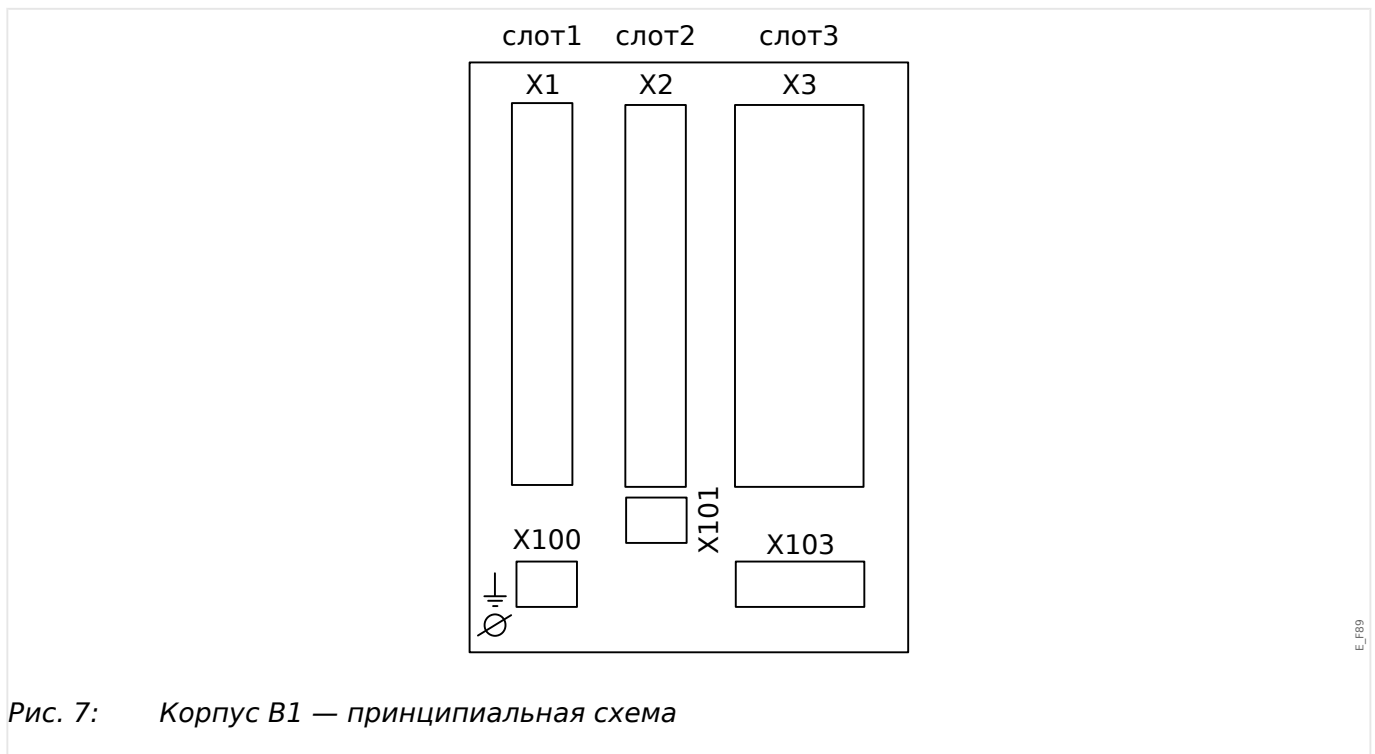 слот1 слот2 слот3
X1 X2 X3
X101
X100
X103
E_F89
Рис. 7: Корпус B1 — принципиальная схема